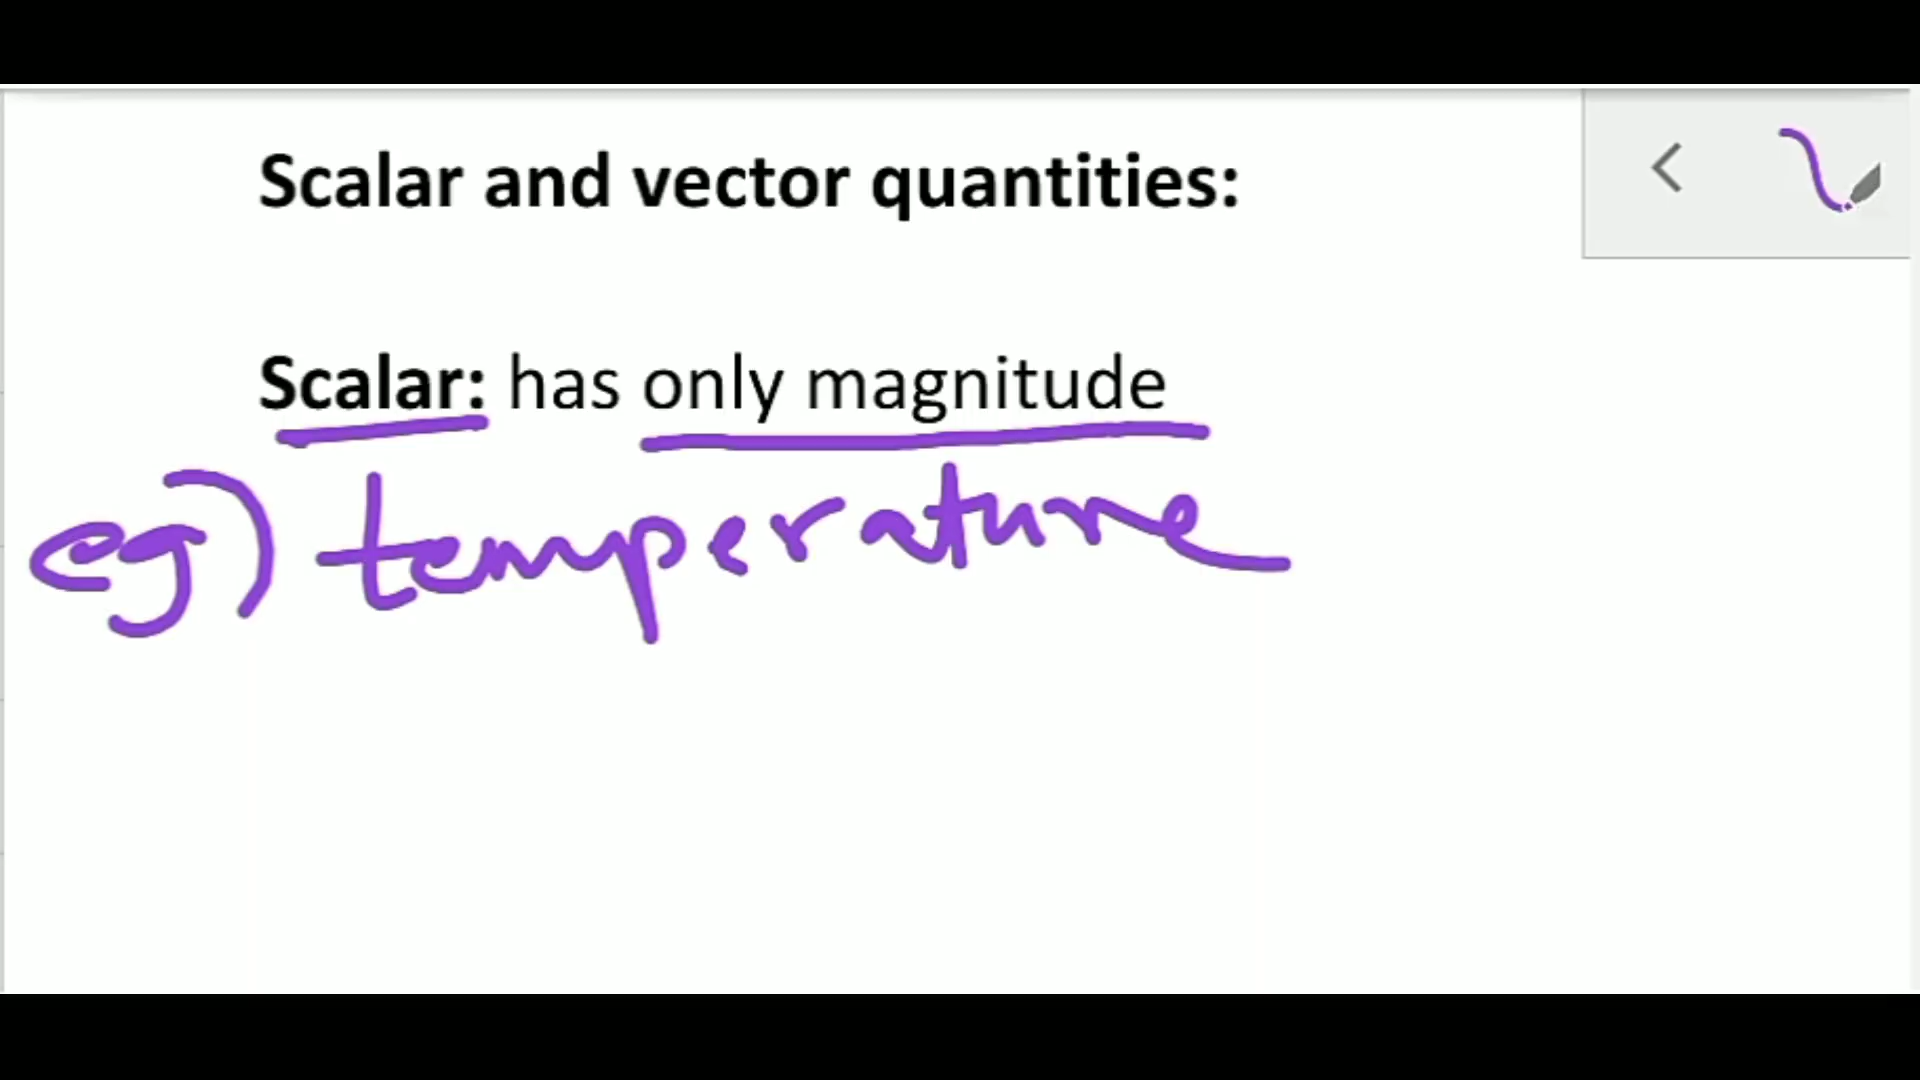 Scalar and vector quantities:
Scalar: has only magnitude
eg) temperature